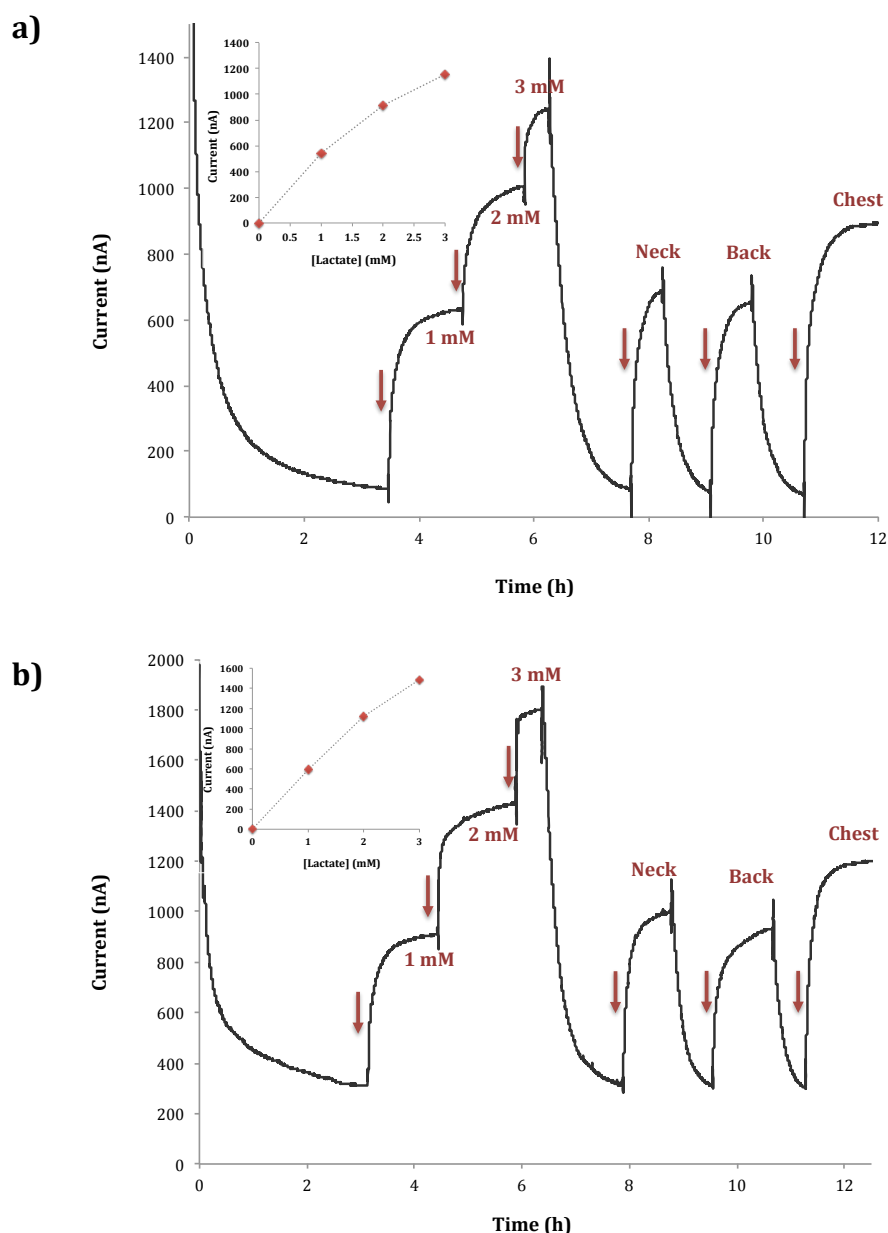 a)
1400
1200
1000
800
600
400
200
0
Current (nA)
0
2
4
6
8
10
12
Time (h)
1400
1200
1000
800
600
400
200
0
Current (nA)
0
0.5
1
1.5
2
2.5
3
[Lactate] (mM)
1 mM
2 mM
3 mM
Neck
Back
Chest
b)
2000
1800
1600
1400
1200
1000
800
600
400
200
0
Current (nA)
0
2
4
6
8
10
12
Time (h)
1600
1400
1200
1000
800
600
400
200
0
Current (nA)
0
1
2
3
[Lactate] (mM)
1 mM
2 mM
3 mM
Neck
Back
Chest